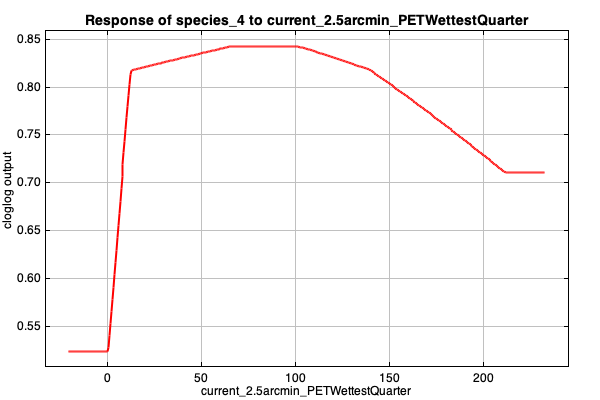 Response of species_4 to current_2.5arcmin_PETWettestQuarter
0.85
0.80
0.75
0.70
0.65
0.60
0.55
cloglog output
0 50 100 150 200
current_2.5arcmin_PETWettestQuarter